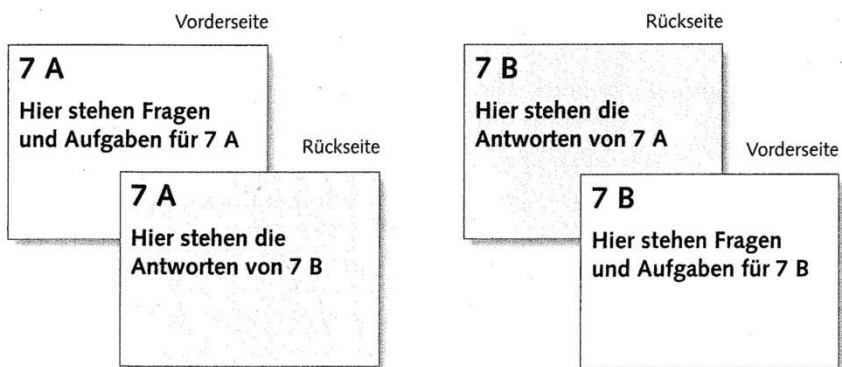 Vorderseite
7 A
Hier stehen Fragen
und Aufgaben für 7 A
Rückseite
7 A
Hier stehen die
Antworten von 7 B
Rückseite
7 B
Hier stehen die
Antworten von 7 A
Vorderseite
7 B
Hier stehen Fragen
und Aufgaben für 7 B